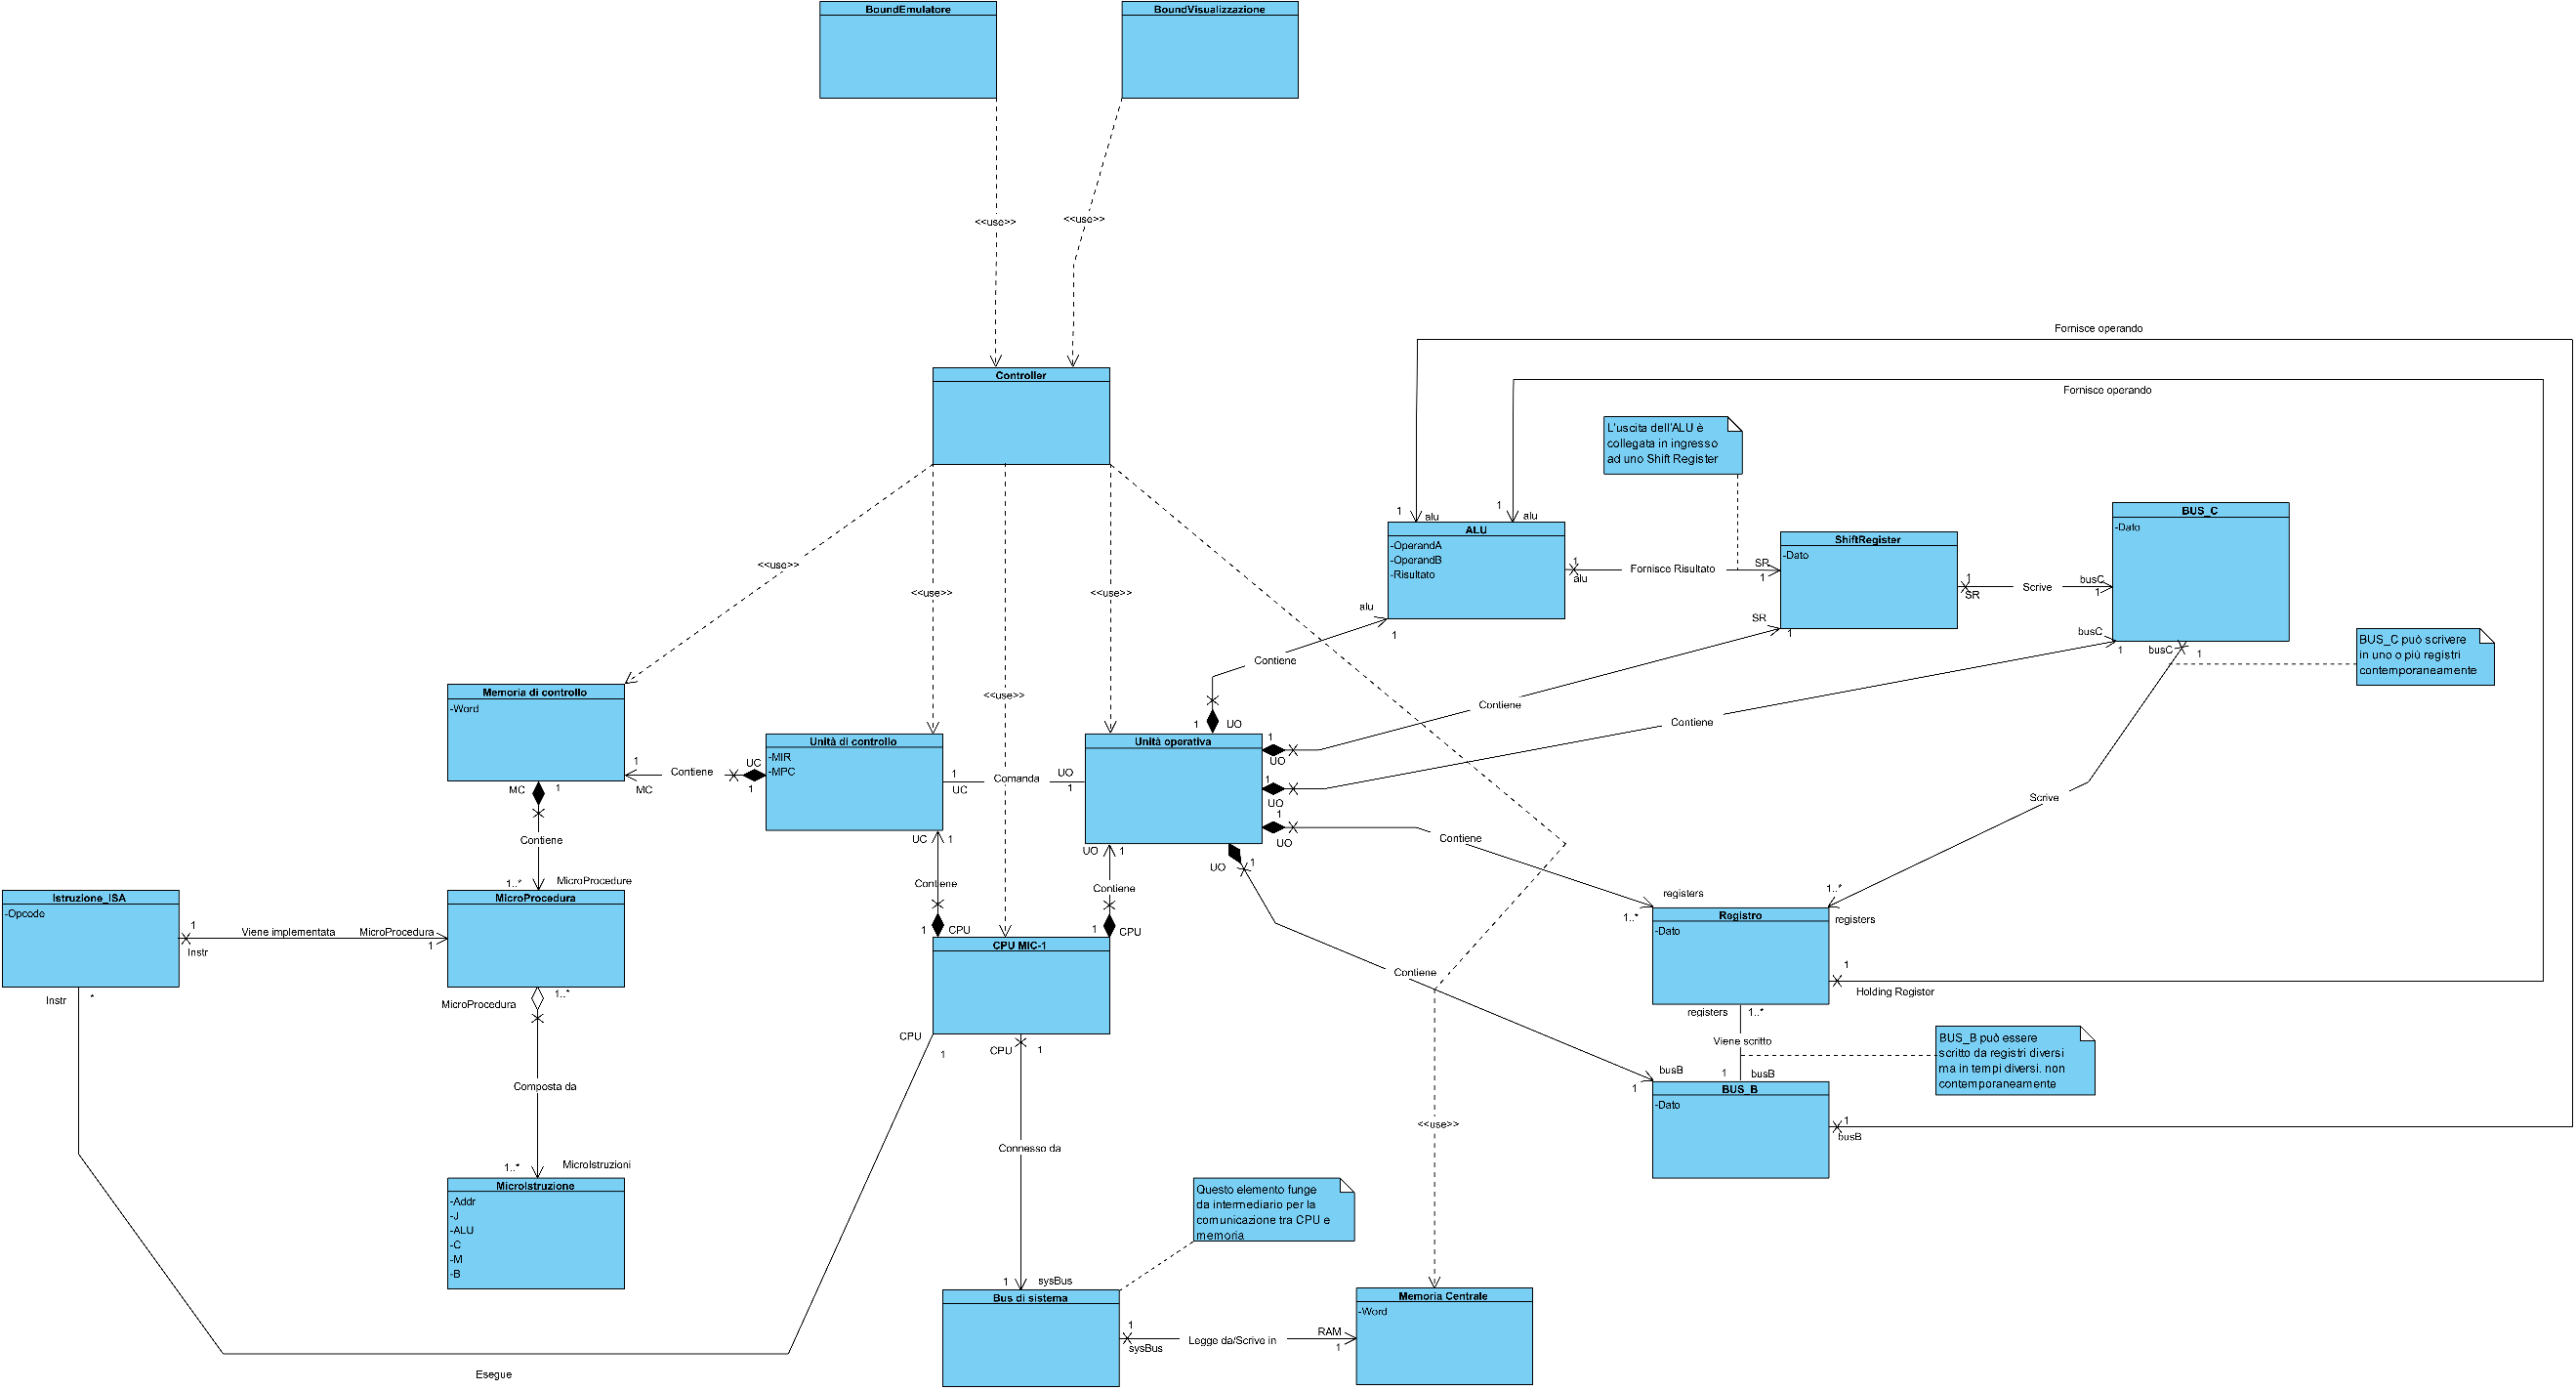 BoundEmulatore
BoundVisualizzazione
<<use>>
<<use>>
Controller
Fornisce operando
Fornisce operando
L'uscita dell'ALU è
collegata in ingresso
ad uno Shift Register
1
alu
1
alu
ALU
-OperandA
-OperandB
-Risultato
1
alu
Fornisce Risultato
SR
1
ShiftRegister
-Dato
1
SR
Scrive
busC
1
BUS_C
-Dato
<<use>>
<<use>>
<<use>>
<<use>>
alu
1
Contiene
1
UO
SR
1
Contiene
1
UO
busC
1
Contiene
1
UO
busC
1
BUS_C può scrivere
in uno o più registri
contemporaneamente
Scrive
1..*
registers
Memoria di controllo
-Word
1
MC
Contiene
UC
1
Unità di controllo
-MIR
-MPC
1
UC
Comanda
UO
1
Unità operativa
1
UO
Contiene
registers
1..*
UO
1
Contiene
busB
1
MC
1
Contiene
1..*
MicroProcedure
UC
1
Contiene
1
CPU
UO
1
Contiene
1
CPU
Istruzione_ISA
-Opcode
1
Instr
Viene implementata
MicroProcedura
1
MicroProcedura
Registro
-Dato
1
Holding Register
registers
1..*
Viene scritto
1
busB
BUS_B può essere
scritto da registri diversi
ma in tempi diversi, non
contemporaneamente
BUS_B
-Dato
1
busB
CPU MIC-1
Instr
*
MicroProcedura
1..*
Composta da
1..*
MicroIstruzioni
CPU
1
CPU
1
Connesso da
<<use>>
MicroIstruzione
-Addr
-J
-ALU
-C
-M
-B
Questo elemento funge
da intermediario per la
comunicazione tra CPU e
memoria
1
sysBus
Bus di sistema
1
sysBus
Legge da/Scrive in
RAM
1
Memoria Centrale
-Word
Esegue